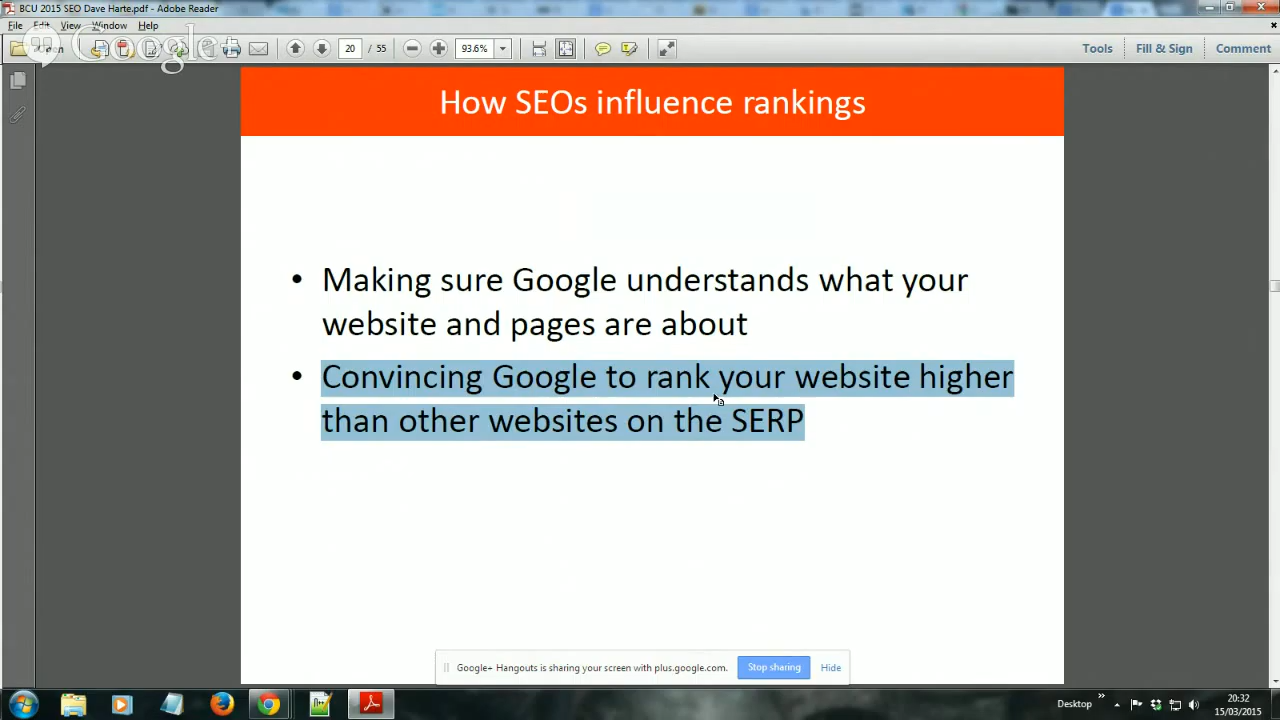 BCU 2015 SEO Dave Harte.pdf - Adobe Reader
File Edit View Window Help
Google
20 / 55 93.6% Tools Fill & Sign Comment
How SEOs influence rankings
• Making sure Google understands what your
website and pages are about
• Convincing Google to rank your website higher
than other websites on the SERP
Google+ Hangouts is sharing your screen with plus.google.com. Stop sharing Hide
Desktop
20:32
15/03/2015